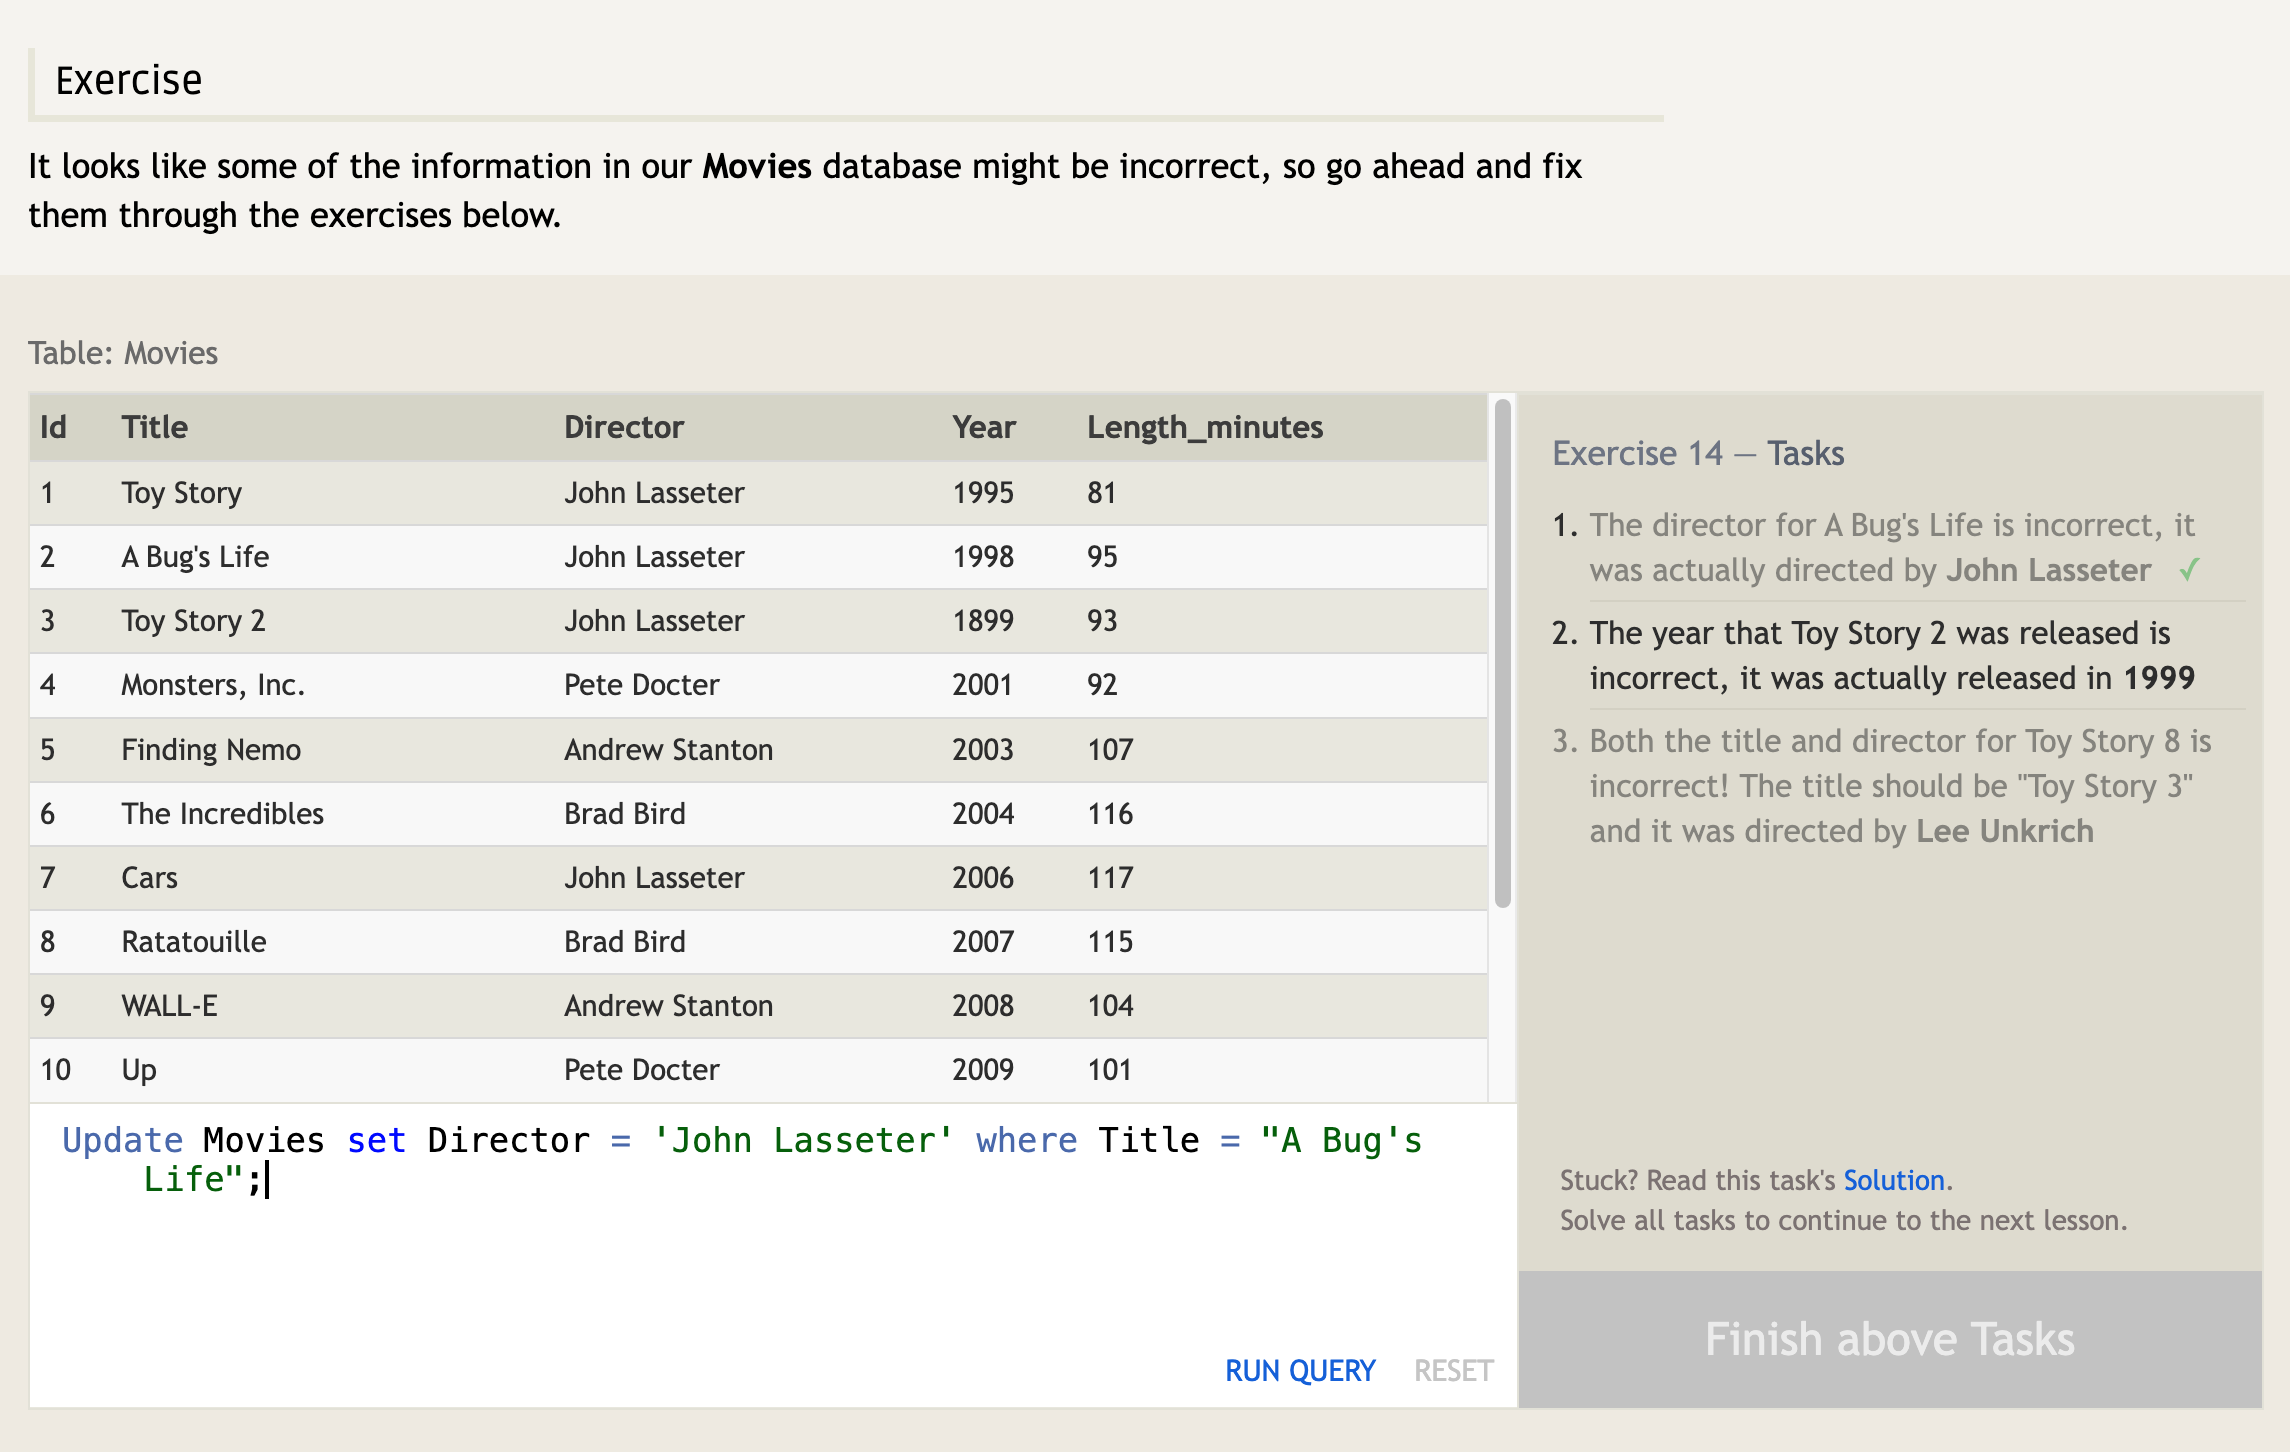 Exercise
It looks like some of the information in our Movies database might be incorrect, so go ahead and fix
them through the exercises below.
Table: Movies
Id Title Director Year Length_minutes
1 Toy Story John Lasseter 1995 81
2 A Bug's Life John Lasseter 1998 95
3 Toy Story 2 John Lasseter 1899 93
4 Monsters, Inc. Pete Docter 2001 92
5 Finding Nemo Andrew Stanton 2003 107
6 The Incredibles Brad Bird 2004 116
7 Cars John Lasseter 2006 117
8 Ratatouille Brad Bird 2007 115
9 WALL-E Andrew Stanton 2008 104
10 Up Pete Docter 2009 101
Update Movies set Director = 'John Lasseter' where Title = "A Bug's
Life";
RUN QUERY RESET
Exercise 14 — Tasks
1. The director for A Bug's Life is incorrect, it
was actually directed by John Lasseter ✓
2. The year that Toy Story 2 was released is
incorrect, it was actually released in 1999
3. Both the title and director for Toy Story 8 is
incorrect! The title should be "Toy Story 3"
and it was directed by Lee Unkrich
Stuck? Read this task's Solution.
Solve all tasks to continue to the next lesson.
Finish above Tasks